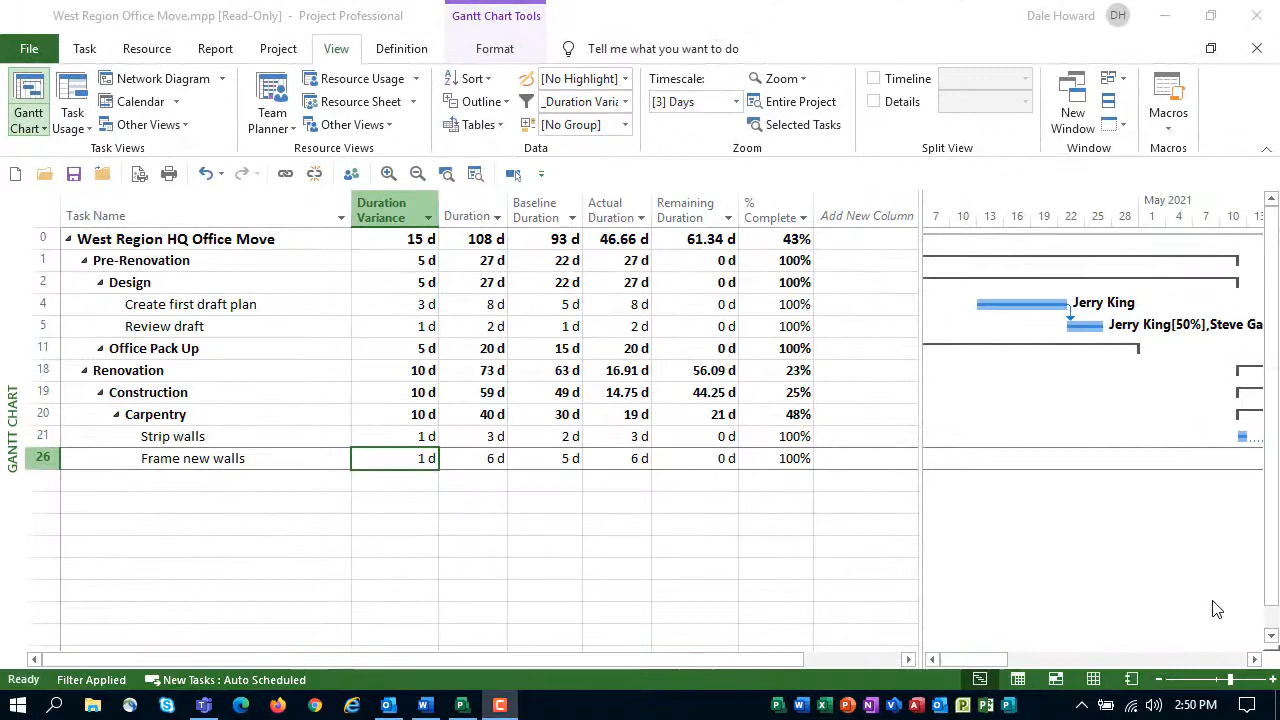 West Region Office Move.mpp [Read-Only] - Project Professional
Gantt Chart Tools
Dale Howard DH
File Task Resource Report Project View Definition Format Tell me what you want to do
Network Diagram Resource Usage Sort [No Highlight] Timescale: Zoom Timeline
Calendar Resource Sheet Outline _Duration Varia [3] Days Entire Project Details
Gantt Chart Task Usage Other Views Team Planner Other Views Tables [No Group] Selected Tasks New Window Macros
Task Views Resource Views Data Zoom Split View Window Macros
Task Name Duration Variance Duration Baseline Duration Actual Duration Remaining Duration % Complete Add New Column
May 2021
7 10 13 16 19 22 25 28 1 4 7 10 13
0 West Region HQ Office Move 15 d 108 d 93 d 46.66 d 61.34 d 43%
1 Pre-Renovation 5 d 27 d 22 d 27 d 0 d 100%
2 Design 5 d 27 d 22 d 27 d 0 d 100%
4 Create first draft plan 3 d 8 d 5 d 8 d 0 d 100% Jerry King
5 Review draft 1 d 2 d 1 d 2 d 0 d 100% Jerry King[50%],Steve Ga
11 Office Pack Up 5 d 20 d 15 d 20 d 0 d 100%
18 Renovation 10 d 73 d 63 d 16.91 d 56.09 d 23%
19 Construction 10 d 59 d 49 d 14.75 d 44.25 d 25%
20 Carpentry 10 d 40 d 30 d 19 d 21 d 48%
21 Strip walls 1 d 3 d 2 d 3 d 0 d 100%
26 Frame new walls 1 d 6 d 5 d 6 d 0 d 100%
GANTT CHART
Ready Filter Applied New Tasks : Auto Scheduled
2:50 PM